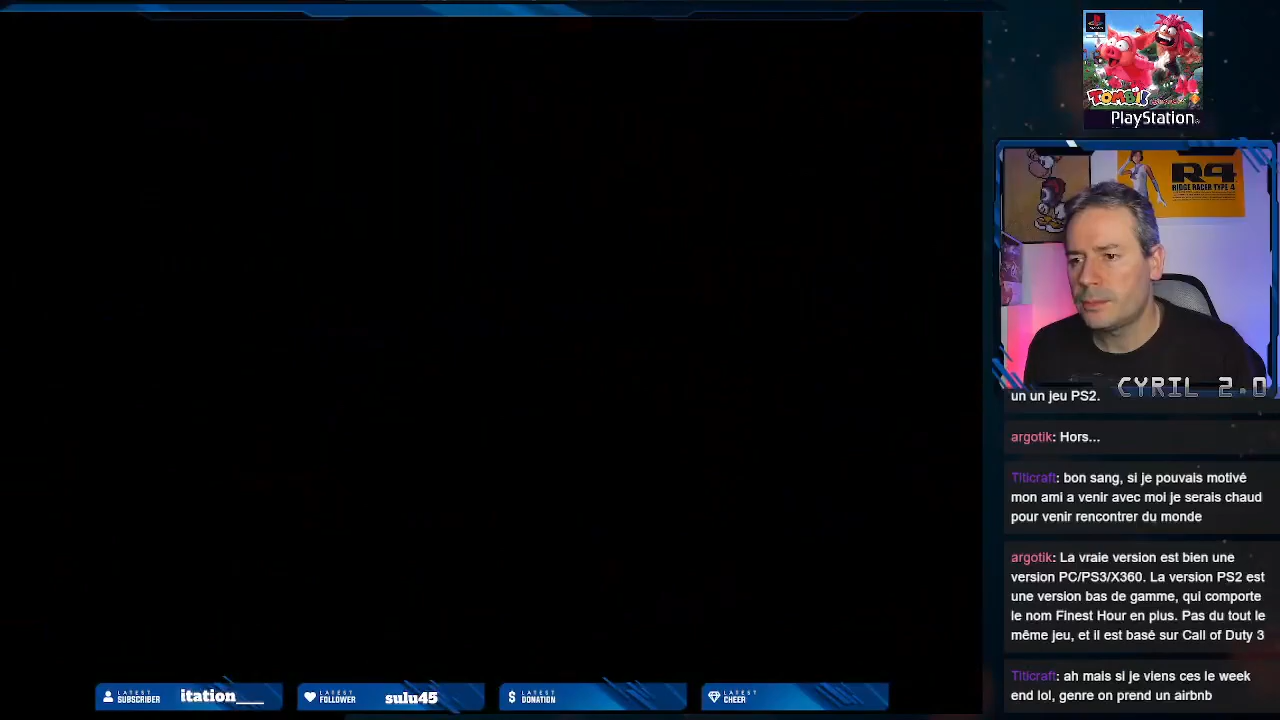 TOMBI
PlayStation
R4
RIDGE RACER TYPE 4
CYRIL 2.0
un un jeu PS2.
argotik: Hors...
Titicraft: bon sang, si je pouvais motivé
mon ami a venir avec moi je serais chaud
pour venir rencontrer du monde
argotik: La vraie version est bien une
version PC/PS3/X360. La version PS2 est
une version bas de gamme, qui comporte
le nom Finest Hour en plus. Pas du tout le
même jeu, et il est basé sur Call of Duty 3
Titicraft: ah mais si je viens ces le week
end lol, genre on prend un airbnb
LATEST
SUBSCRIBER
itation___
LATEST
FOLLOWER
sulu45
LATEST
DONATION
LATEST
CHEER